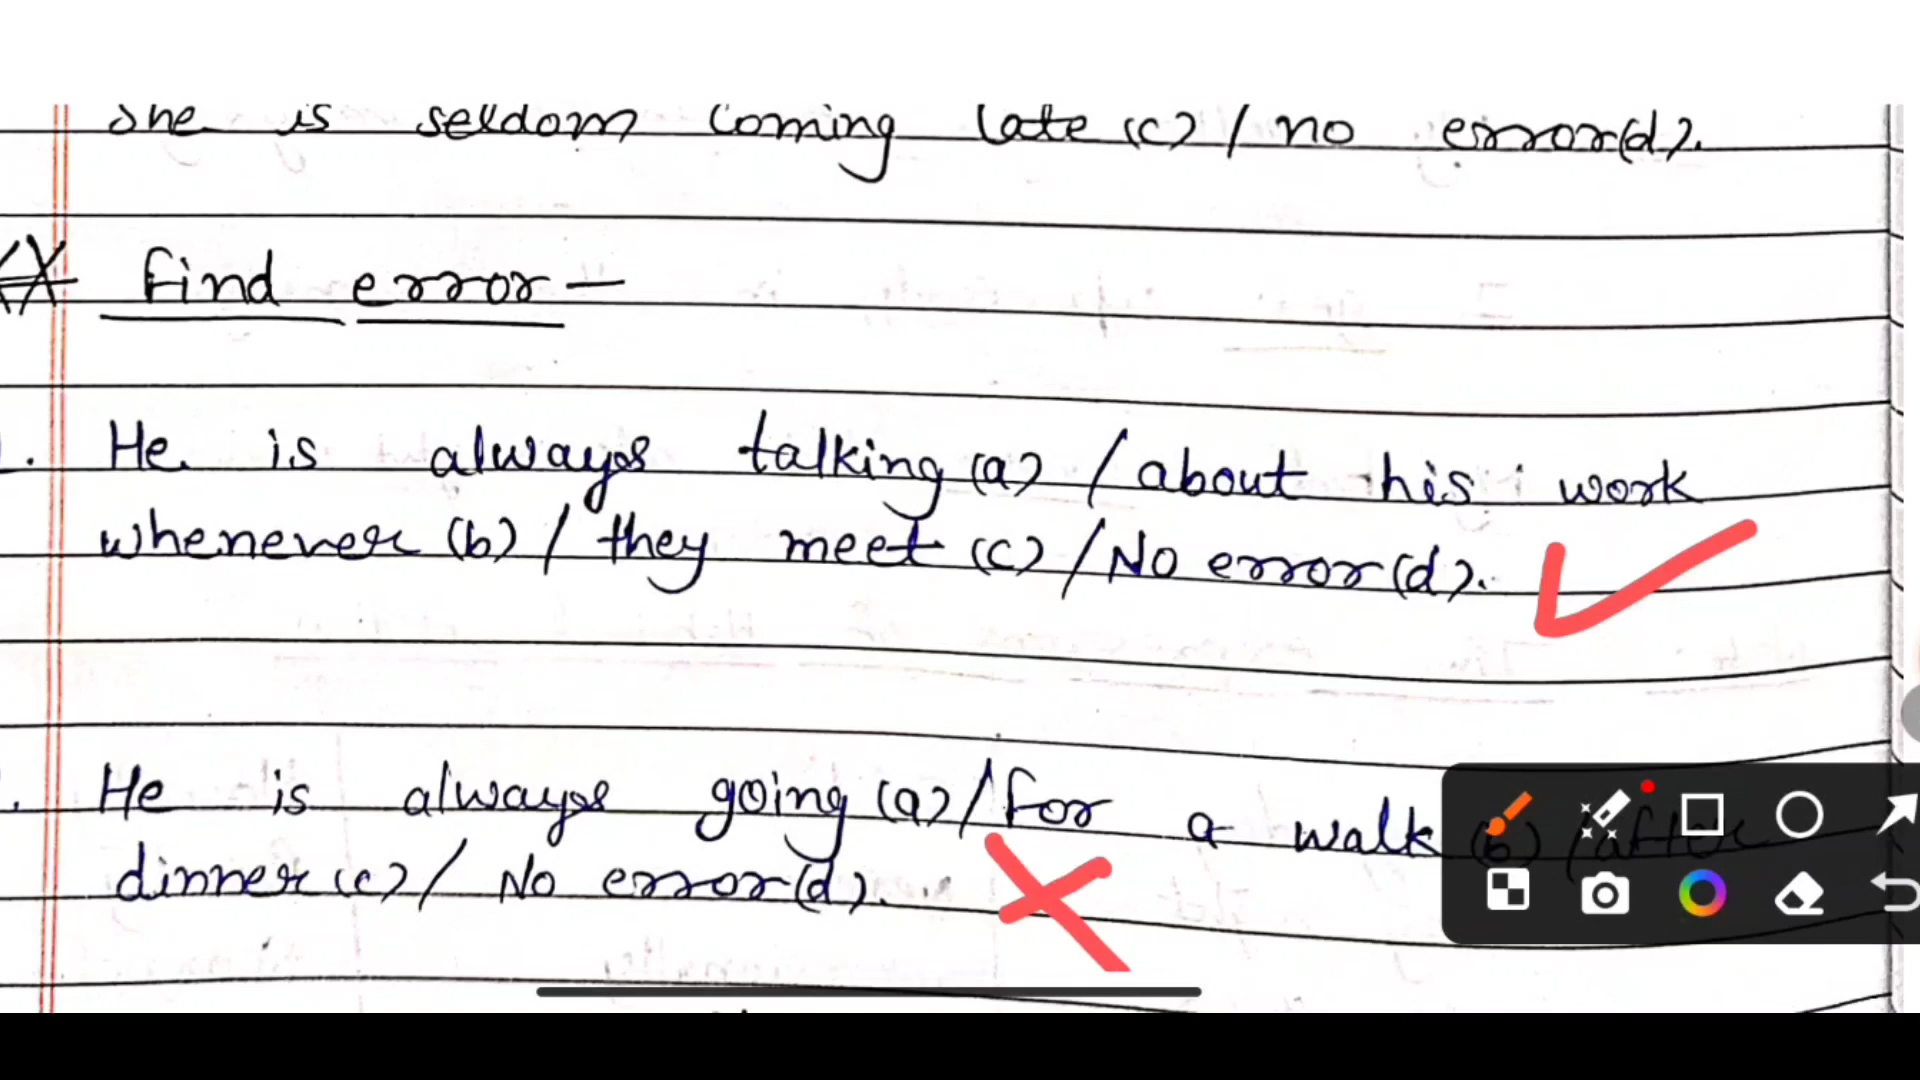 She is seldom coming late (c) / no error(d).
Find error -
. He is always talking (a) / about his work
whenever (b) / they meet (c) / No error (d).
. He is always going (a) / for a walk (b) / after
dinner (c) / No error (d).